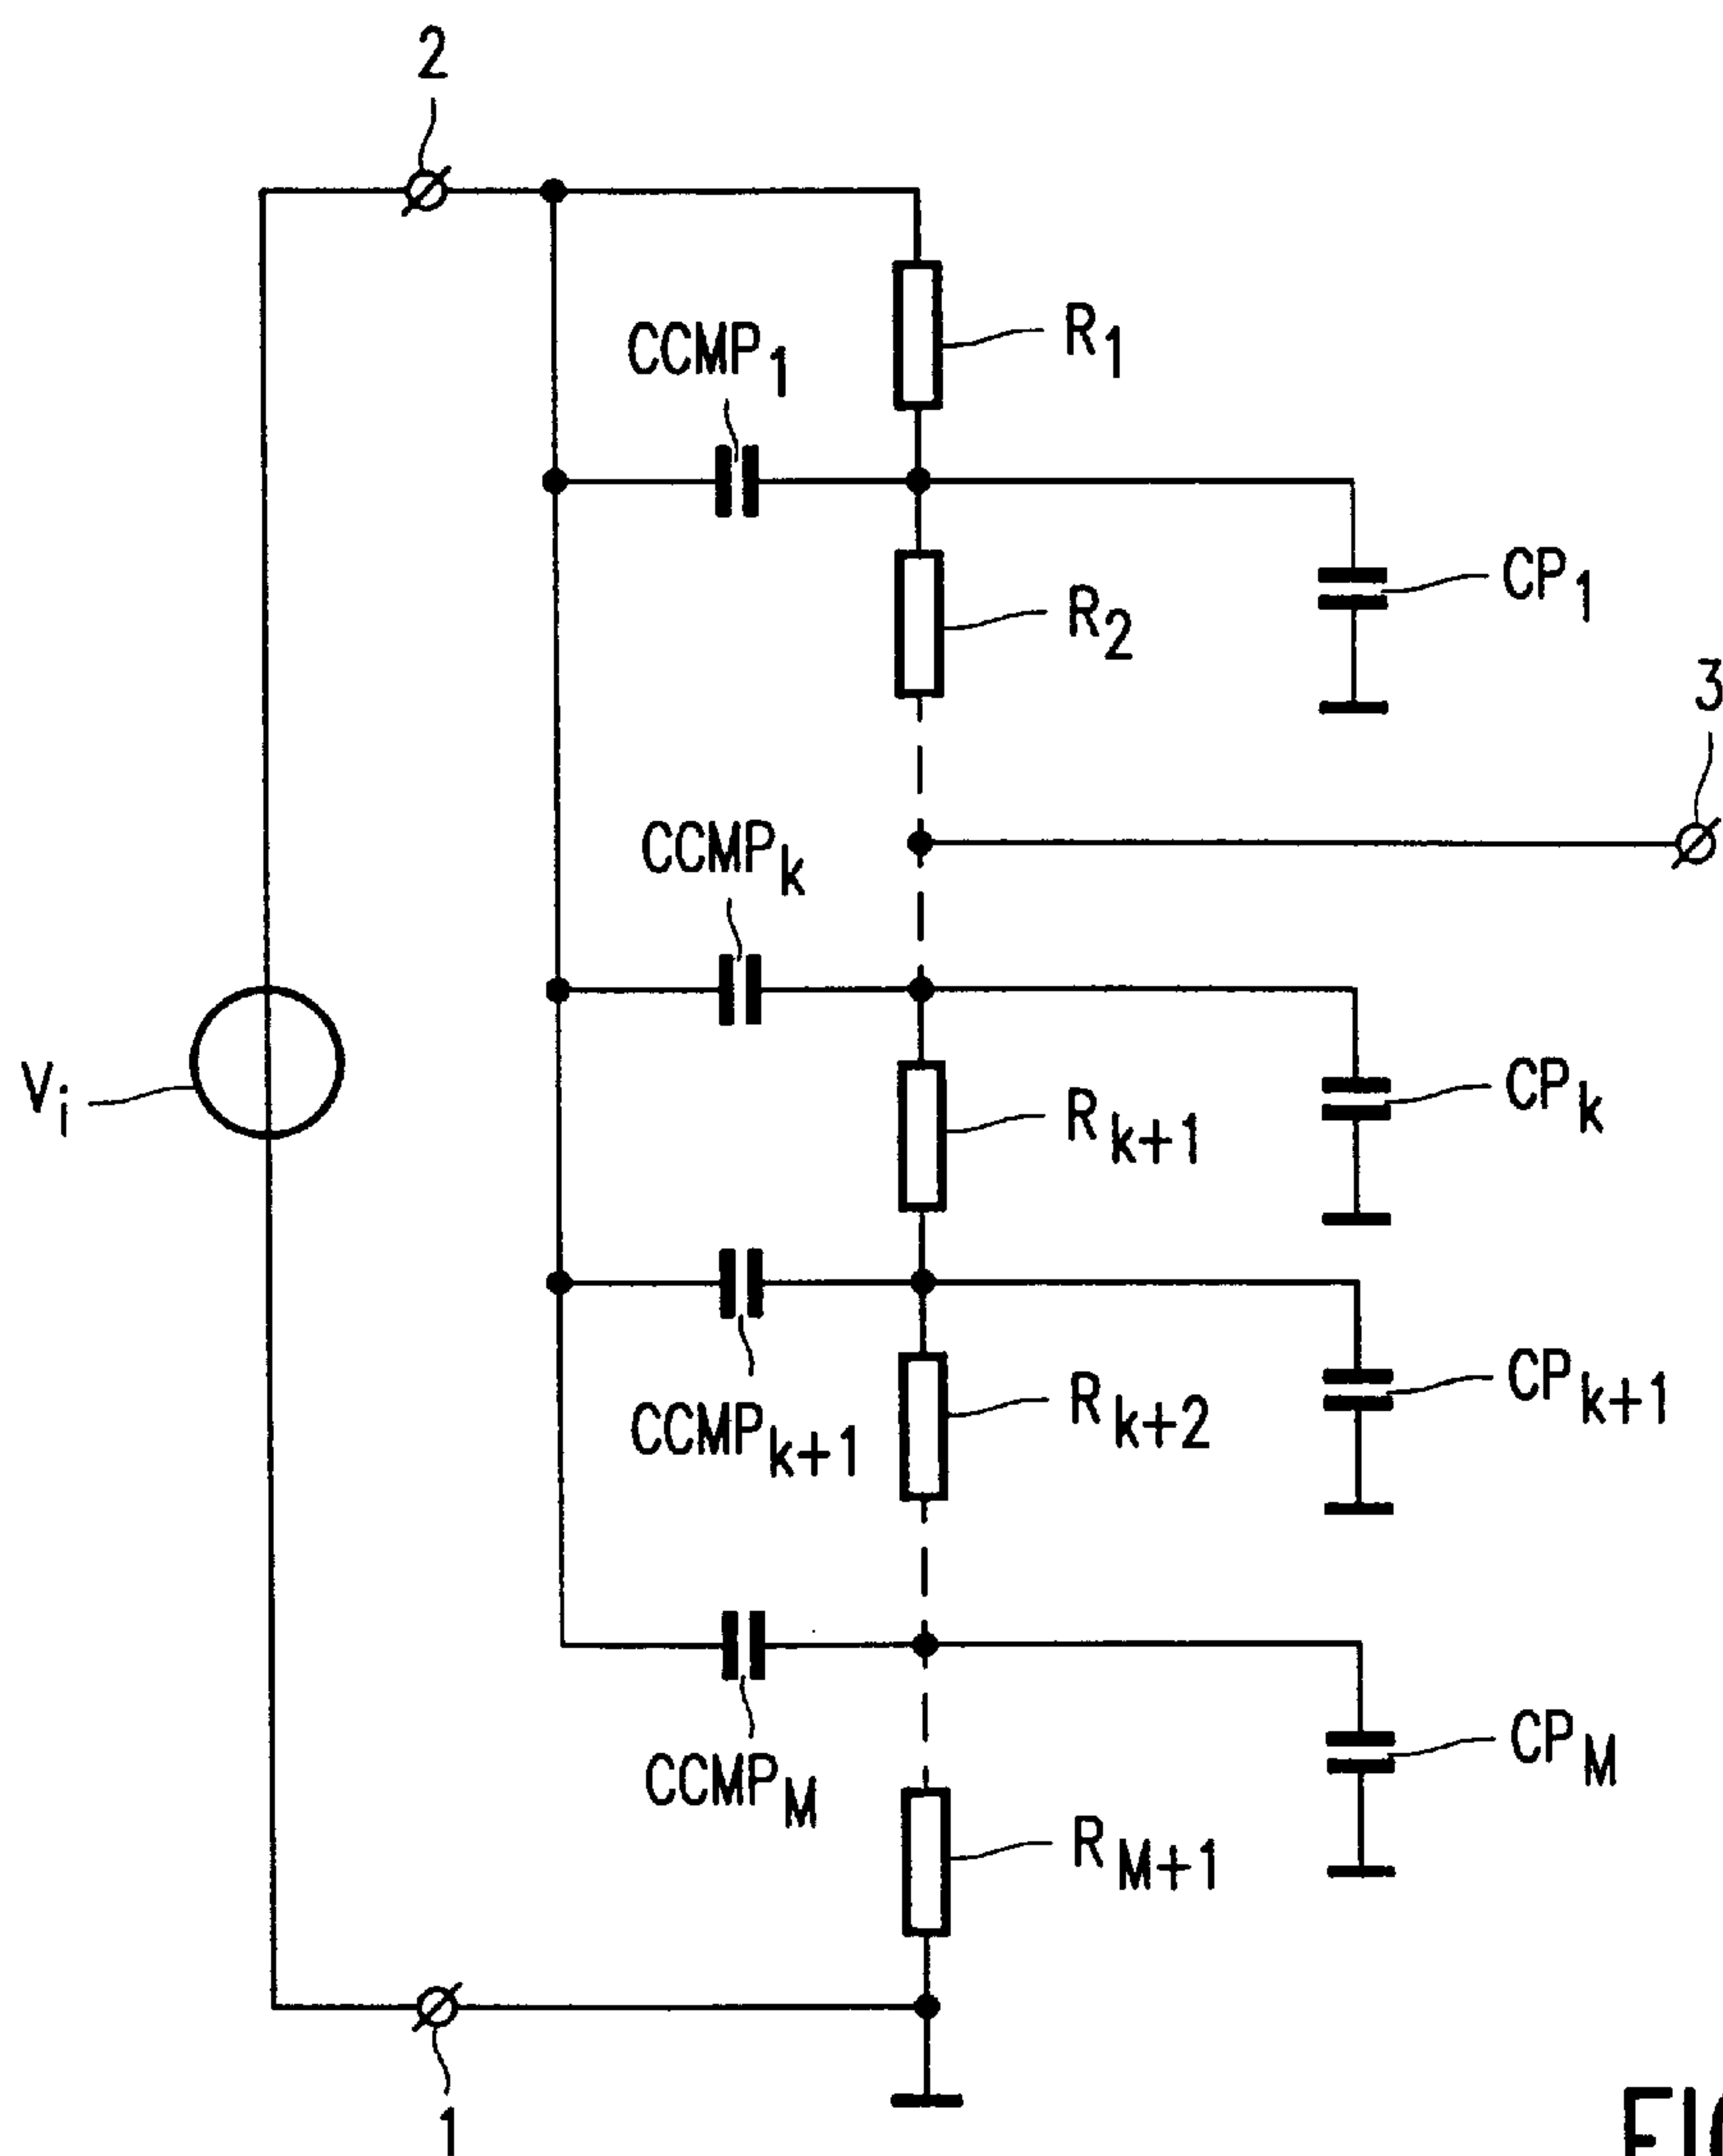 2
R1
CCMP1
R2
CP1
3
CCMPk
Vi
Rk+1
CPk
CPk+1
Rk+2
CCMPk+1
CPM
CCMPM
RM+1
1